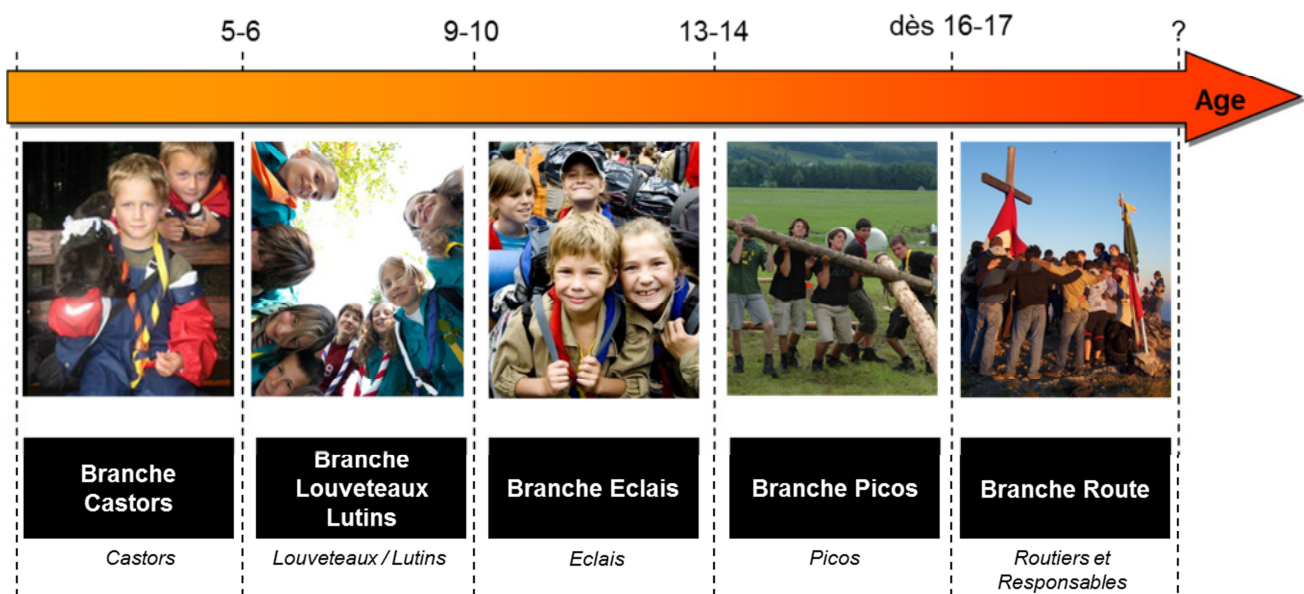 5-6
9-10
13-14
dès 16-17
?
Age
Branche
Castors
Branche
Louveteaux
Lutins
Branche Eclais
Branche Picos
Branche Route
Castors
Louveteaux / Lutins
Eclais
Picos
Routiers et
Responsables